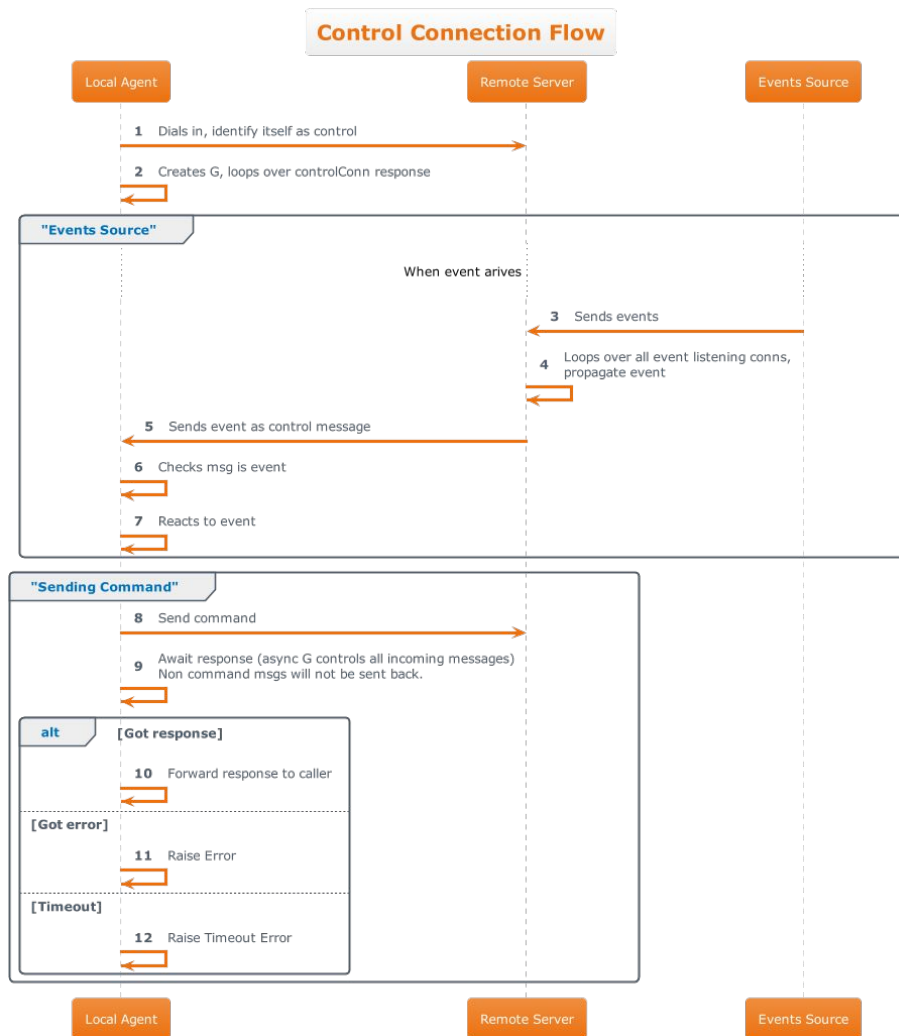 Control Connection Flow
Local Agent
Remote Server
Events Source
1 Dials in, identify itself as control
2 Creates G, loops over controlConn response
"Events Source"
When event arives
3 Sends events
4 Loops over all event listening conns,
propagate event
5 Sends event as control message
6 Checks msg is event
7 Reacts to event
"Sending Command"
8 Send command
9 Await response (async G controls all incoming messages)
Non command msgs will not be sent back.
alt [Got response]
10 Forward response to caller
[Got error]
11 Raise Error
[Timeout]
12 Raise Timeout Error
Local Agent
Remote Server
Events Source